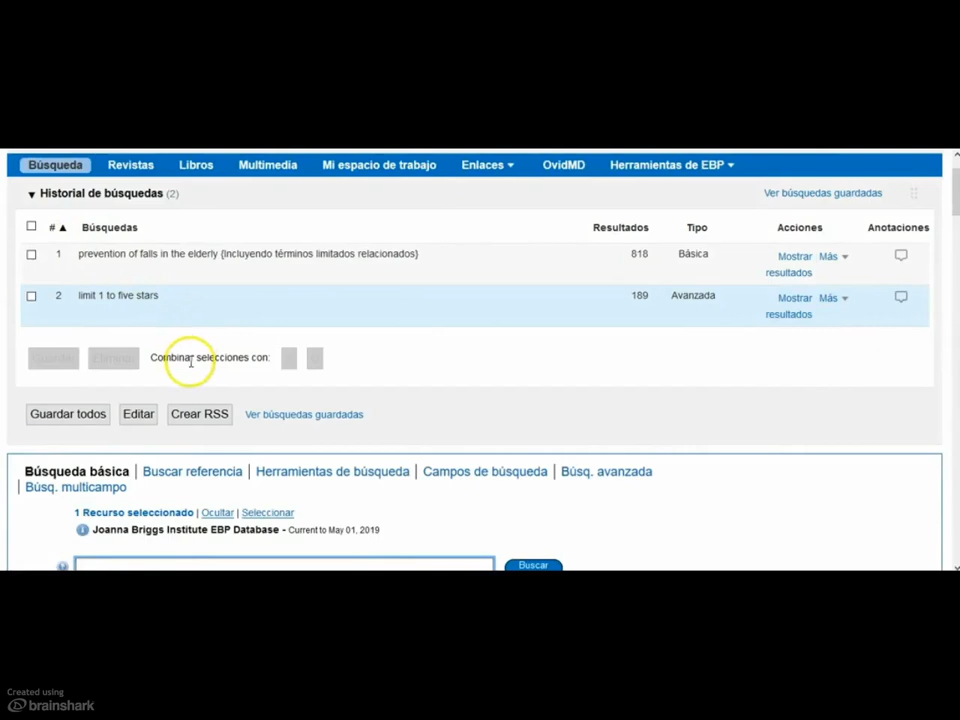 Búsqueda Revistas Libros Multimedia Mi espacio de trabajo Enlaces OvidMD Herramientas de EBP
Historial de búsquedas (2) Ver búsquedas guardadas
# Búsquedas Resultados Tipo Acciones Anotaciones
1 prevention of falls in the elderly {Incluyendo términos limitados relacionados} 818 Básica Mostrar Más
resultados
2 limit 1 to five stars 189 Avanzada Mostrar Más
resultados
Combinar selecciones con:
Guardar todos Editar Crear RSS Ver búsquedas guardadas
Búsqueda básica | Buscar referencia | Herramientas de búsqueda | Campos de búsqueda | Búsq. avanzada
| Búsq. multicampo
1 Recurso seleccionado | Ocultar | Seleccionar
Joanna Briggs Institute EBP Database - Current to May 01, 2019
Buscar
Created using
brainshark